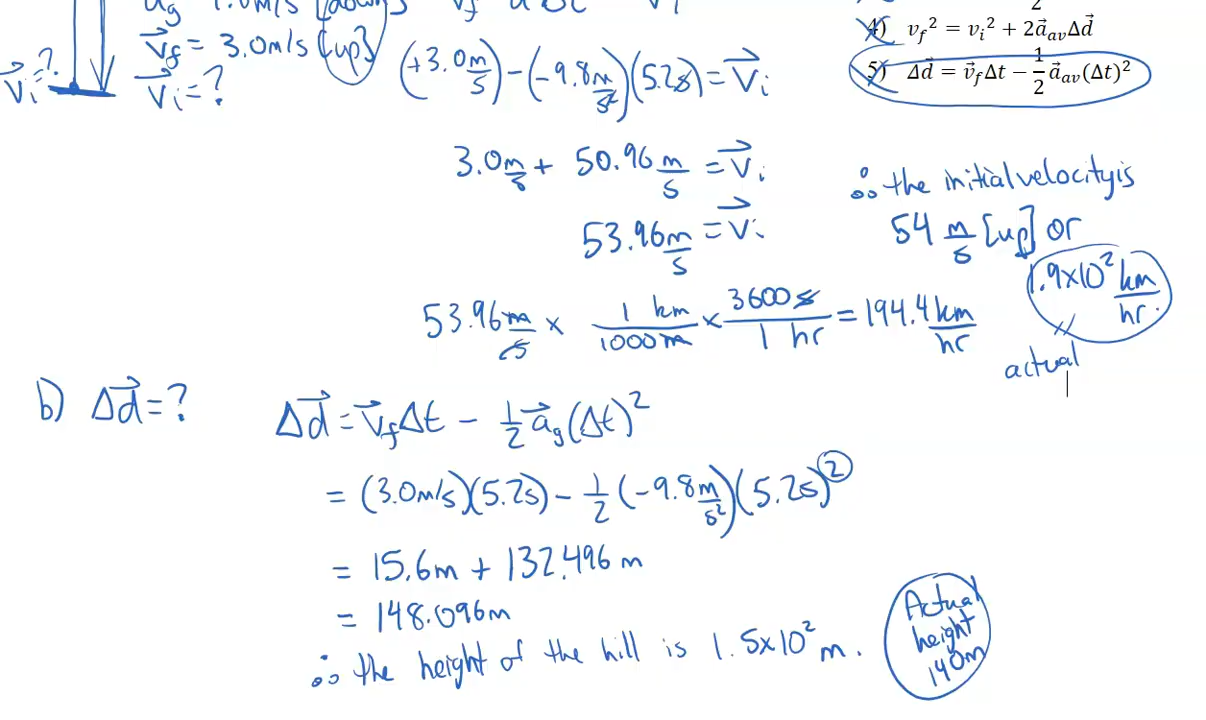 v⃗f = 3.0m/s [up]
v⃗i = ?
v⃗i = ?
(+3.0 m/s) - (-9.8 m/s²)(5.2s) = v⃗i
3.0 m/s + 50.96 m/s = v⃗i
53.96 m/s = v⃗i
53.96 m/s × 1 km/1000m × 3600 s/1 hr = 194.4 km/hr
4) vf² = vi² + 2a⃗avΔd⃗
5) Δd⃗ = v⃗fΔt − 1/2 a⃗av(Δt)²
∴ the initial velocity is
54 m/s [up] or
1.9×10² km/hr.
actual
b) Δd⃗ = ?
Δd⃗ = v⃗fΔt - 1/2 a⃗g(Δt)²
= (3.0m/s)(5.2s) - 1/2 (-9.8 m/s²)(5.2s)²
= 15.6m + 132.496 m
= 148.096m
∴ the height of the hill is 1.5×10² m.
Actual
height
140m